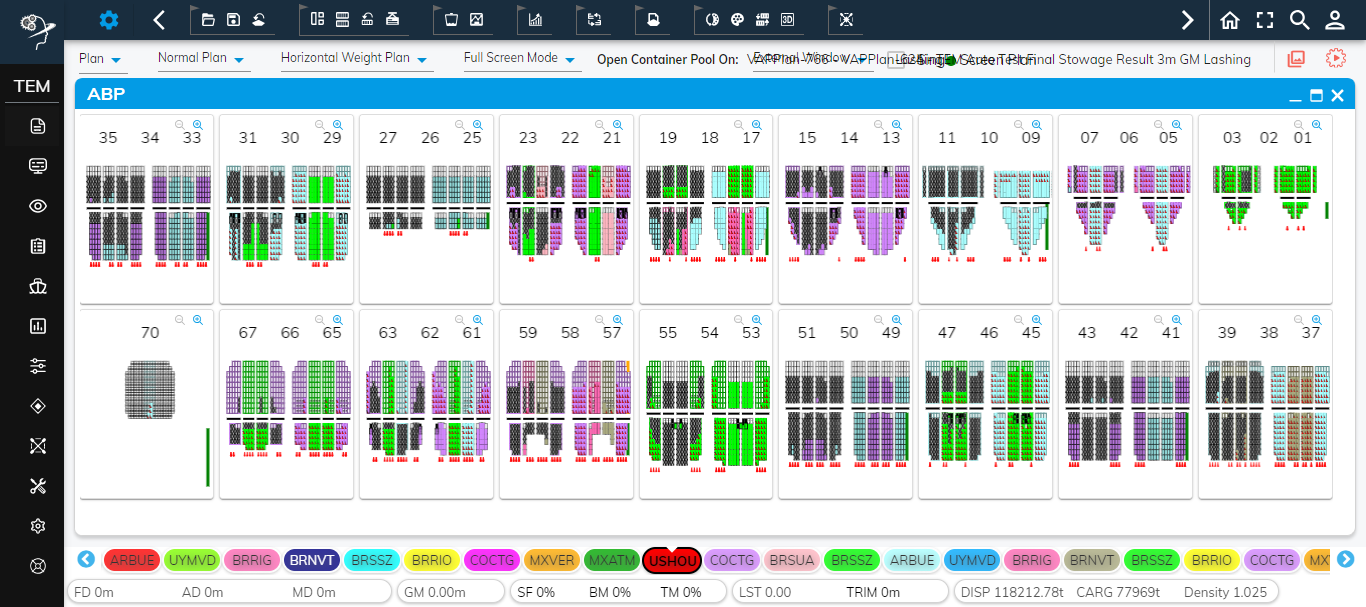 3D
Plan
Normal Plan
Horizontal Weight Plan
Full Screen Mode
Open Container Pool On:
External Window
Screen Plan
Final Stowage Result 3m GM Lashing
TEM
ABP
35 34 33
31 30 29
27 26 25
23 22 21
19 18 17
15 14 13
11 10 09
07 06 05
03 02 01
70
67 66 65
63 62 61
59 58 57
55 54 53
51 50 49
47 46 45
43 42 41
39 38 37
ARBUE UYMVD BRRIG BRNVT BRSSZ BRRIO COCTG MXVER MXATM USHOU COCTG BRSUA BRSSZ ARBUE UYMVD BRRIG BRNVT BRSSZ BRRIO COCTG MX
FD 0m AD 0m MD 0m GM 0.00m SF 0% BM 0% TM 0% LST 0.00 TRIM 0m DISP 118212.78t CARG 77969t Density 1.025